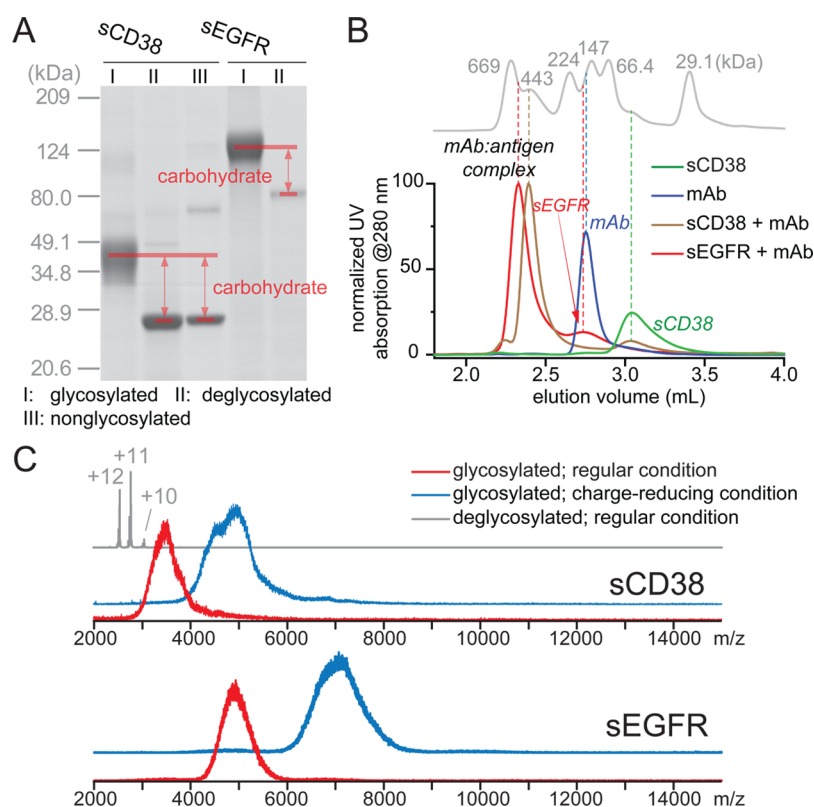 A
sCD38 sEGFR
(kDa) I II III I II
209
124
80.0
49.1
34.8
28.9
20.6
carbohydrate
carbohydrate
I: glycosylated II: deglycosylated
III: nonglycosylated
B
669 443 224 147 66.4 29.1(kDa)
mAb:antigen
complex
sCD38
mAb
sCD38 + mAb
sEGFR + mAb
sEGFR
mAb
sCD38
normalized UV
absorption @280 nm
100
50
0
2.0 2.5 3.0 3.5 4.0
elution volume (mL)
C
+12 +11 +10
glycosylated; regular condition
glycosylated; charge-reducing condition
deglycosylated; regular condition
sCD38
2000 4000 6000 8000 10000 12000 14000 m/z
sEGFR
2000 4000 6000 8000 10000 12000 14000 m/z